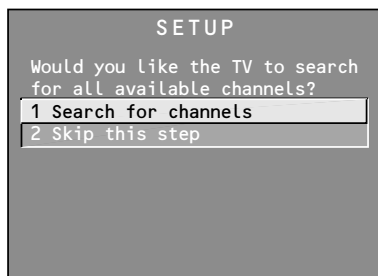 SETUP
Would you like the TV to search
for all available channels?
1 Search for channels
2 Skip this step